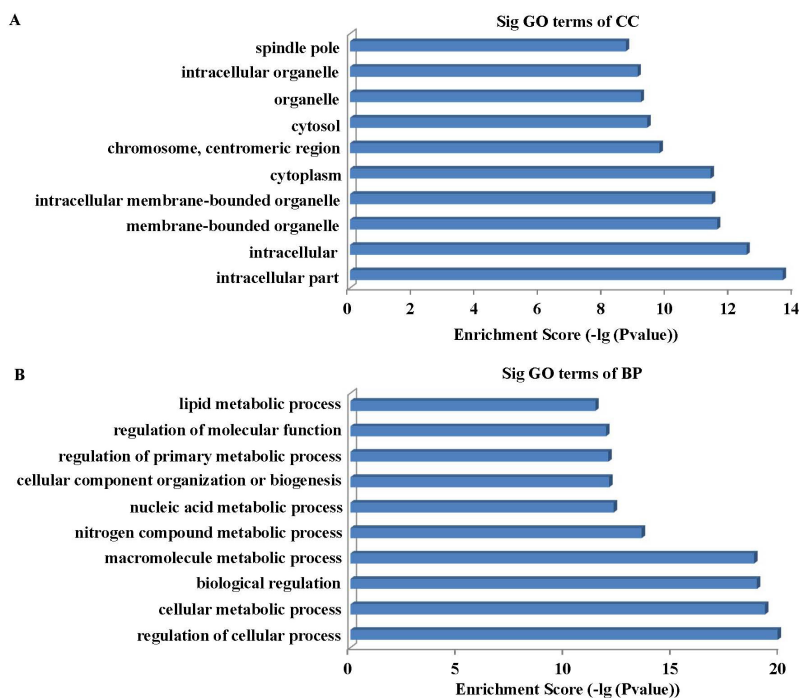 A
Sig GO terms of CC
spindle pole
intracellular organelle
organelle
cytosol
chromosome, centromeric region
cytoplasm
intracellular membrane-bounded organelle
membrane-bounded organelle
intracellular
intracellular part
0 2 4 6 8 10 12 14
Enrichment Score (-lg (Pvalue))
B
Sig GO terms of BP
lipid metabolic process
regulation of molecular function
regulation of primary metabolic process
cellular component organization or biogenesis
nucleic acid metabolic process
nitrogen compound metabolic process
macromolecule metabolic process
biological regulation
cellular metabolic process
regulation of cellular process
0 5 10 15 20
Enrichment Score (-lg (Pvalue))